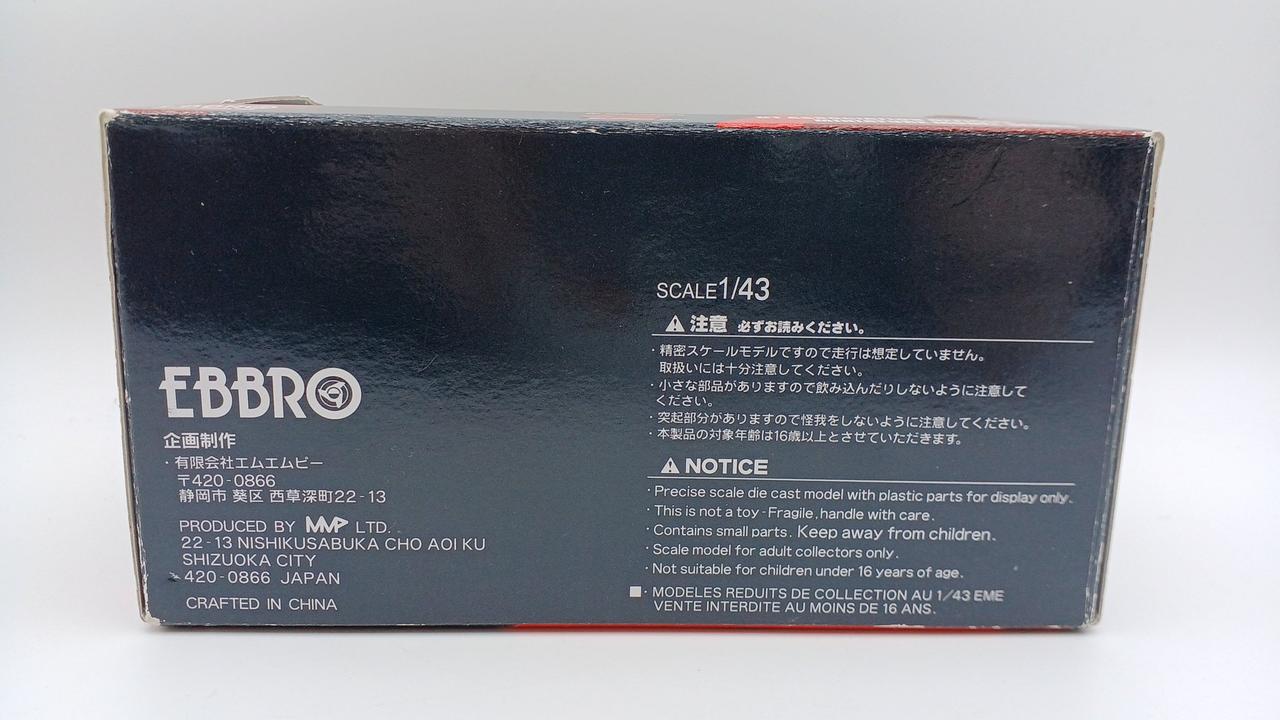 EBBRO
企画制作
・有限会社エムエムビー
〒420-0866
静岡市 葵区 西草深町22-13
PRODUCED BY MMP LTD.
22-13 NISHIKUSABUKA CHO AOI KU
SHIZUOKA CITY
420-0866 JAPAN
CRAFTED IN CHINA
SCALE1/43
注意 必ずお読みください。
・精密スケールモデルですので走行は想定していません。
取扱いには十分注意してください。
・小さな部品がありますので飲み込んだりしないように注意して
ください。
・突起部分がありますので怪我をしないように注意してください。
・本製品の対象年齢は16歳以上とさせていただきます。
NOTICE
・Precise scale die cast model with plastic parts for display only.
・This is not a toy-Fragile,handle with care.
・Contains small parts. Keep away from children.
・Scale model for adult collectors only.
・Not suitable for children under 16 years of age.
■・MODELES REDUITS DE COLLECTION AU 1/43 EME
VENTE INTERDITE AU MOINS DE 16 ANS.